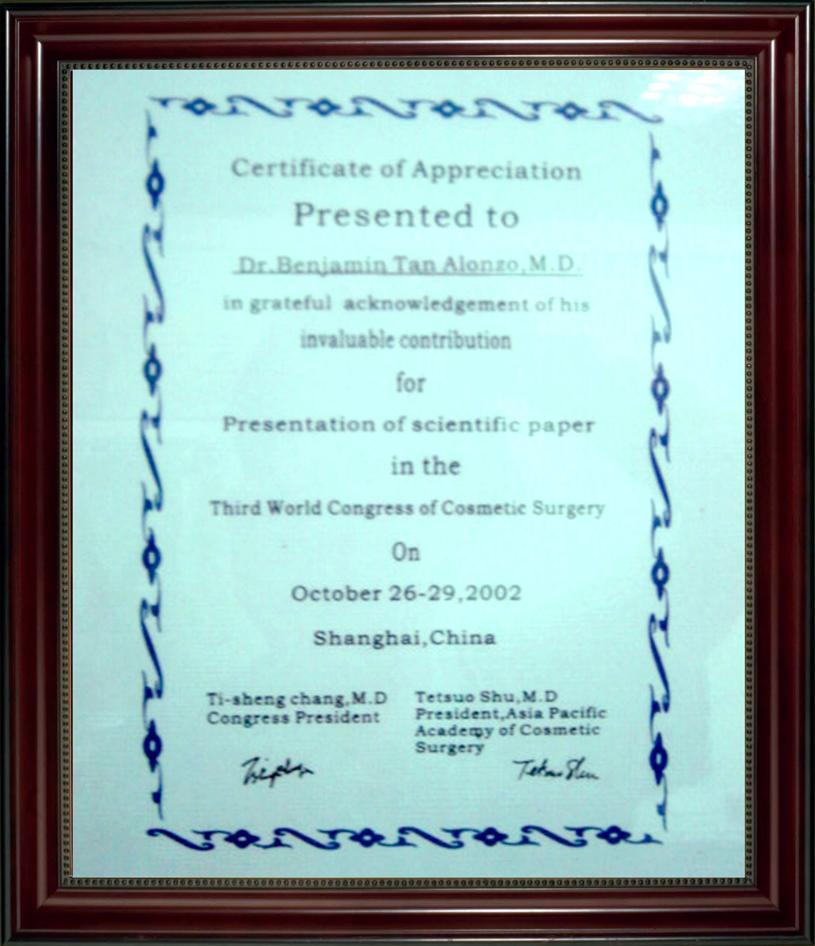 Certificate of Appreciation
Presented to
Dr.Benjamin Tan Alonzo,M.D.
in grateful acknowledgement of his
invaluable contribution
for
Presentation of scientific paper
in the
Third World Congress of Cosmetic Surgery
On
October 26-29,2002
Shanghai,China
Ti-sheng chang,M.D
Congress President
Tetsuo Shu,M.D
President,Asia Pacific
Academy of Cosmetic
Surgery
Tetsuo Shu